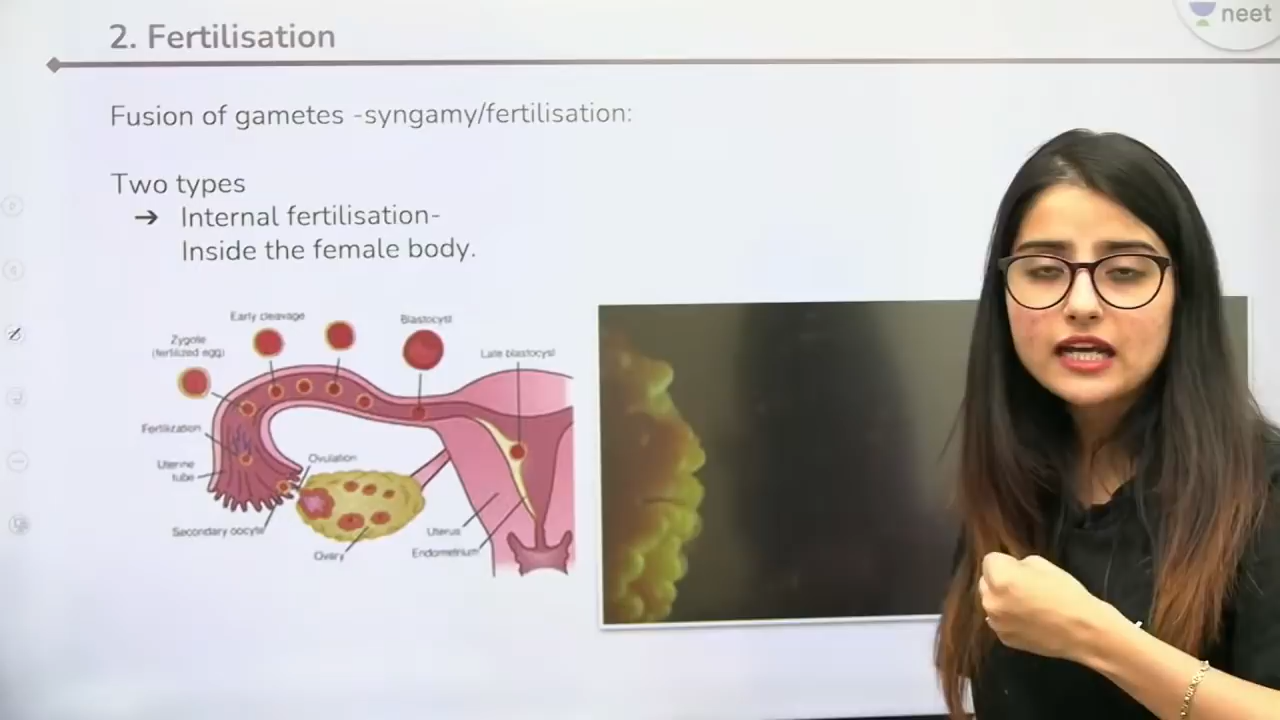 neet
2. Fertilisation
Fusion of gametes -syngamy/fertilisation:
Two types
➔ Internal fertilisation-
Inside the female body.
Early cleavage
Blastocyst
Zygote
(fertilized egg)
Late blastocyst
Fertilization
Ovulation
Uterine
tube
Secondary oocyte
Uterus
Ovary
Endometrium